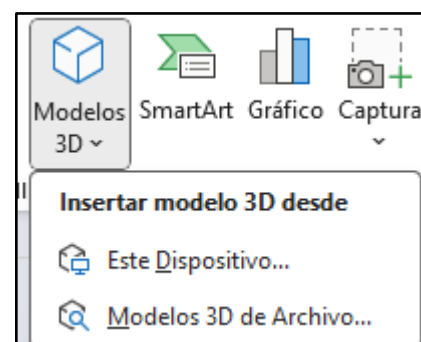 Modelos
3D
SmartArt
Gráfico
Captura
Insertar modelo 3D desde
Este Dispositivo...
Modelos 3D de Archivo...